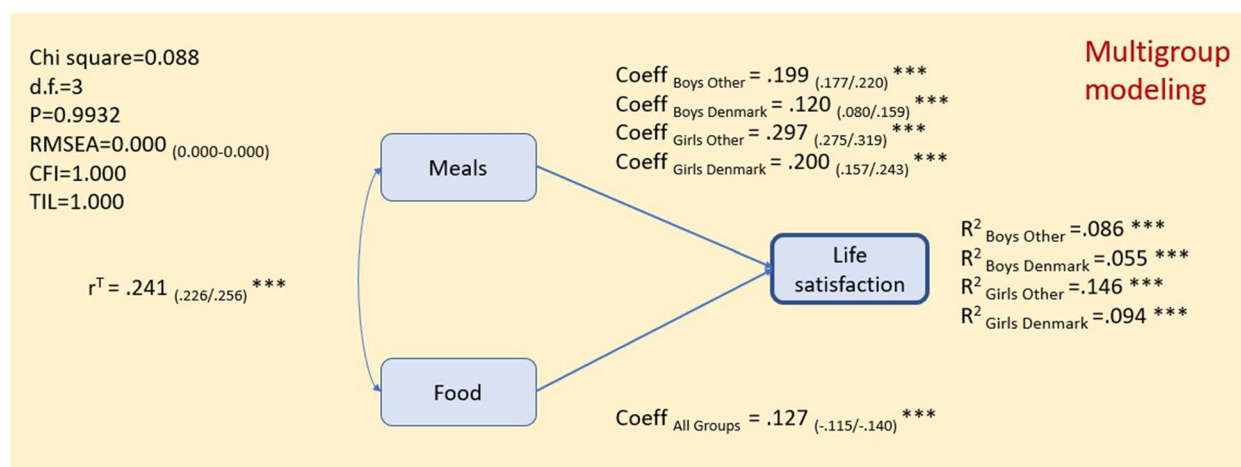 Multigroup
modeling
Chi square=0.088
d.f.=3
P=0.9932
RMSEA=0.000 (0.000-0.000)
CFI=1.000
TIL=1.000
Coeff Boys Other = .199 (.177/.220) ***
Coeff Boys Denmark = .120 (.080/.159) ***
Coeff Girls Other = .297 (.275/.319) ***
Coeff Girls Denmark = .200 (.157/.243) ***
Meals
rT = .241 (.226/.256) ***
Life
satisfaction
R2 Boys Other =.086 ***
R2 Boys Denmark =.055 ***
R2 Girls Other =.146 ***
R2 Girls Denmark =.094 ***
Food
Coeff All Groups = .127 (-.115/-.140) ***